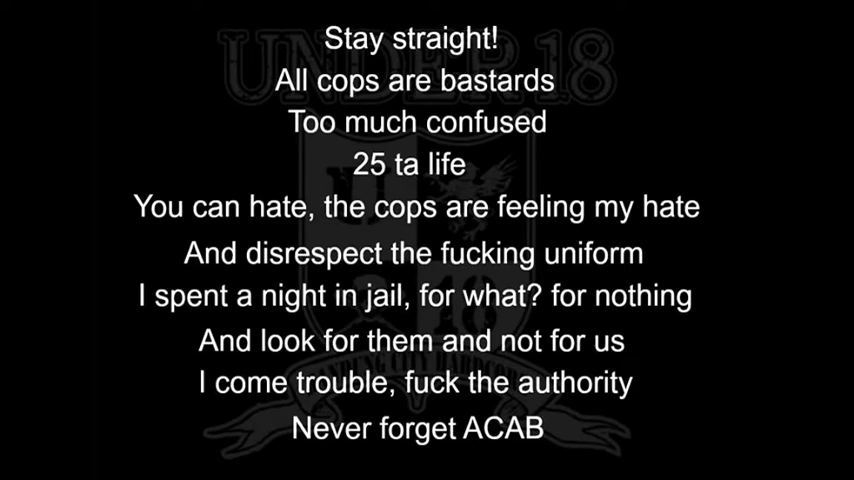 UNDER 18
Stay straight!
All cops are bastards
Too much confused
25 ta life
You can hate, the cops are feeling my hate
And disrespect the fucking uniform
I spent a night in jail, for what? for nothing
And look for them and not for us
I come trouble, fuck the authority
Never forget ACAB